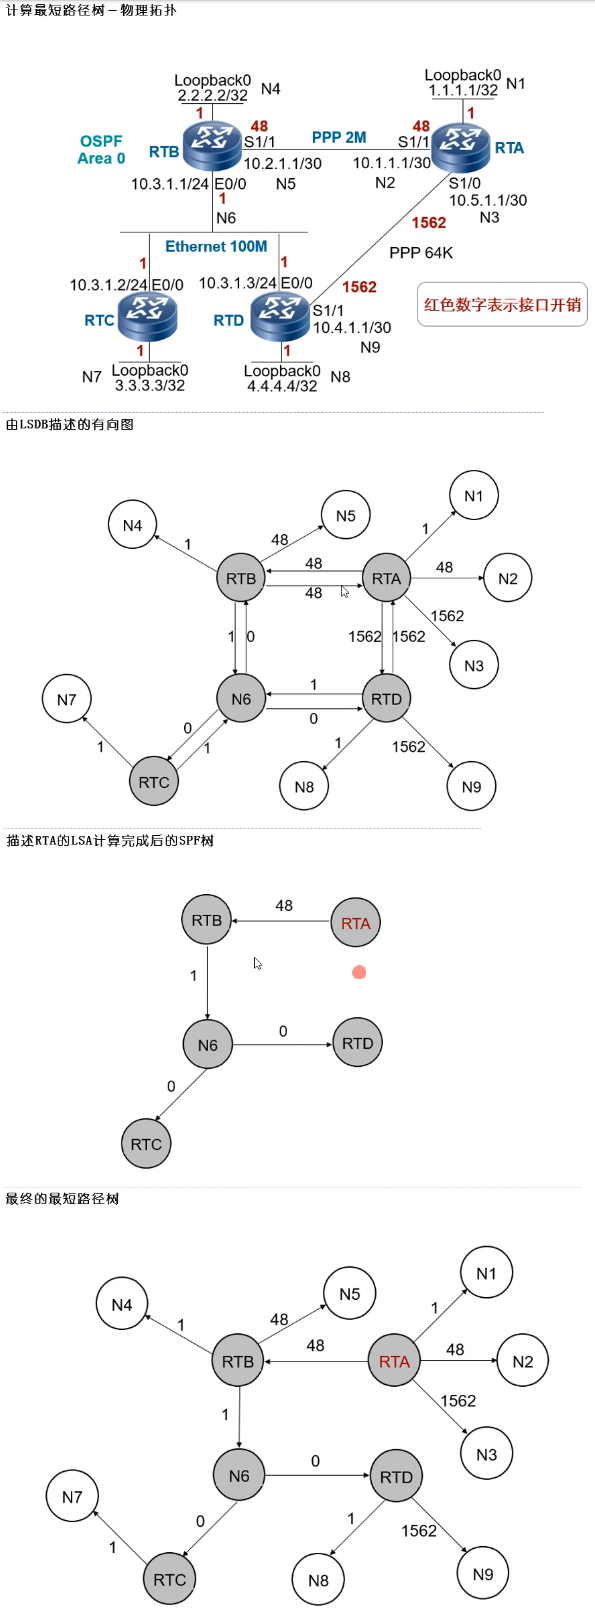 计算最短路径树－物理拓扑
Loopback0
2.2.2.2/32
N4
Loopback0
1.1.1.1/32
N1
1
1
OSPF
Area 0
RTB
48
S1/1
PPP 2M
48
S1/1
RTA
10.3.1.1/24
E0/0
10.2.1.1/30
10.1.1.1/30
S1/0
1
N5
N2
10.5.1.1/30
N6
1562
N3
Ethernet 100M
PPP 64K
1
1
10.3.1.2/24
E0/0
10.3.1.3/24
E0/0
1562
红色数字表示接口开销
RTC
RTD
S1/1
10.4.1.1/30
1
1
N9
N7
Loopback0
3.3.3.3/32
Loopback0
4.4.4.4/32
N8
由LSDB描述的有向图
N1
N4
N5
1
1
48
RTB
48
RTA
48
N2
48
1562
1
0
1562
1562
N3
N7
N6
1
RTD
0
0
1
1
1
1562
RTC
N8
N9
描述RTA的LSA计算完成后的SPF树
RTB
48
RTA
1
N6
0
RTD
0
RTC
最终的最短路径树
N1
N4
N5
1
1
48
RTB
48
RTA
48
N2
1562
1
N3
N6
0
RTD
N7
0
1
1562
1
RTC
N8
N9